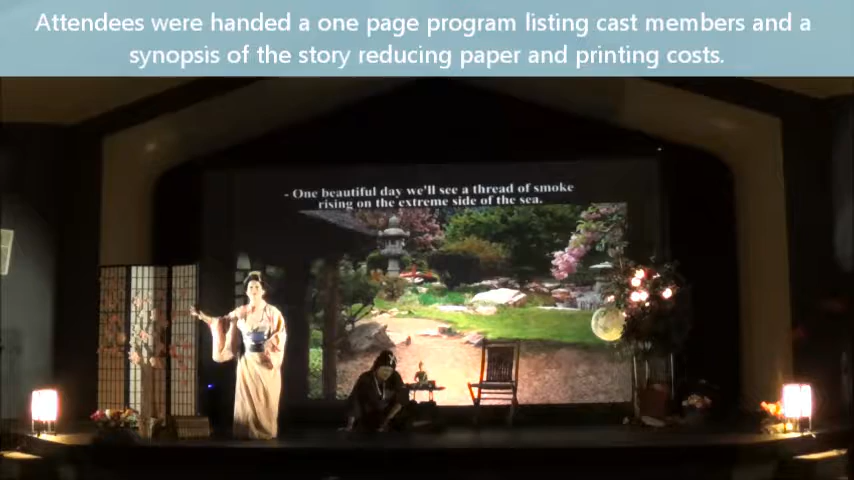 Attendees were handed a one page program listing cast members and a
synopsis of the story reducing paper and printing costs.
- One beautiful day we'll see a thread of smoke
rising on the extreme side of the sea.